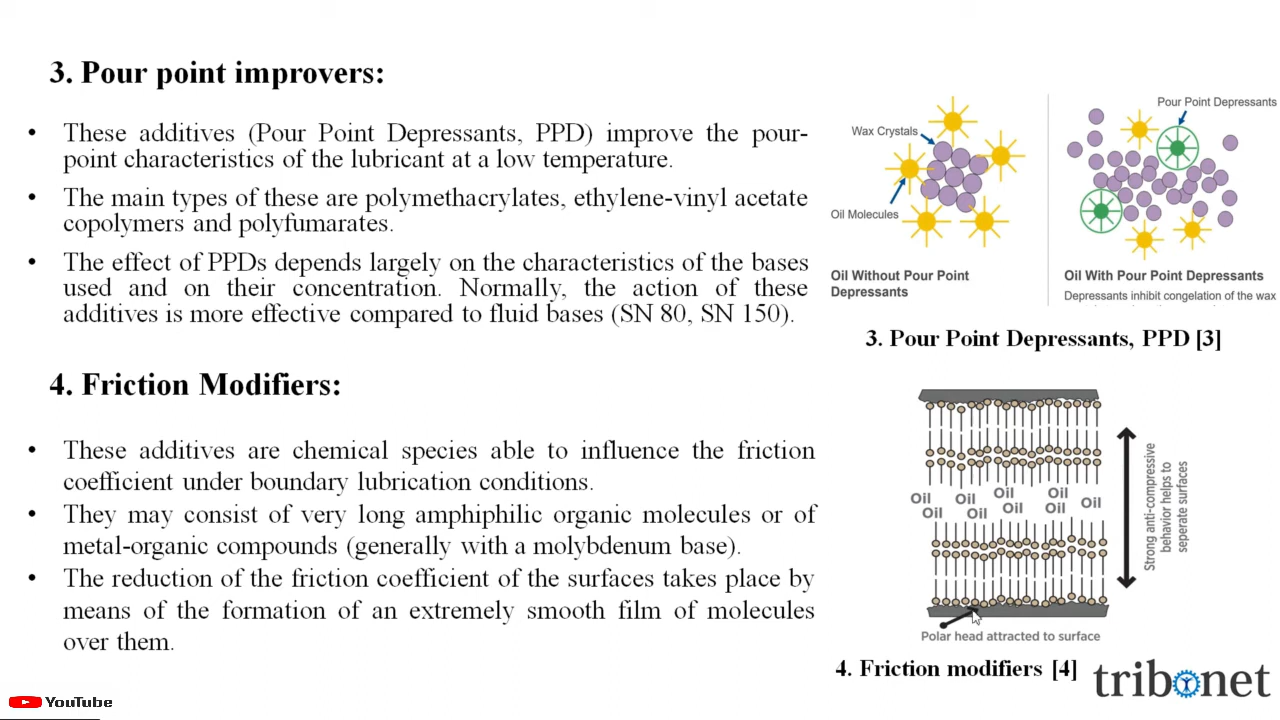 3. Pour point improvers:
• These additives (Pour Point Depressants, PPD) improve the pour-
point characteristics of the lubricant at a low temperature.
• The main types of these are polymethacrylates, ethylene-vinyl acetate
copolymers and polyfumarates.
• The effect of PPDs depends largely on the characteristics of the bases
used and on their concentration. Normally, the action of these
additives is more effective compared to fluid bases (SN 80, SN 150).
4. Friction Modifiers:
• These additives are chemical species able to influence the friction
coefficient under boundary lubrication conditions.
• They may consist of very long amphiphilic organic molecules or of
metal-organic compounds (generally with a molybdenum base).
• The reduction of the friction coefficient of the surfaces takes place by
means of the formation of an extremely smooth film of molecules
over them.
Wax Crystals
Oil Molecules
Oil Without Pour Point
Depressants
Pour Point Depressants
Oil With Pour Point Depressants
Depressants inhibit congelation of the wax
3. Pour Point Depressants, PPD [3]
Oil Oil Oil Oil Oil
Oil Oil Oil Oil
Strong anti-compressive
behavior helps to
seperate surfaces
Polar head attracted to surface
4. Friction modifiers [4]
tribonet
YouTube